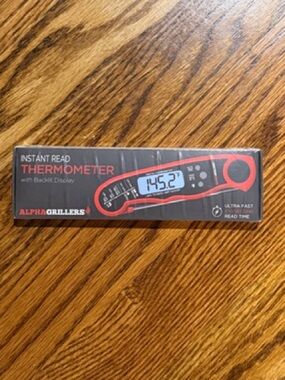 INSTANT READ
THERMOMETER
with Backlit Display
145.2°F
ALPHAGRILLERS
ULTRA FAST
READ TIME